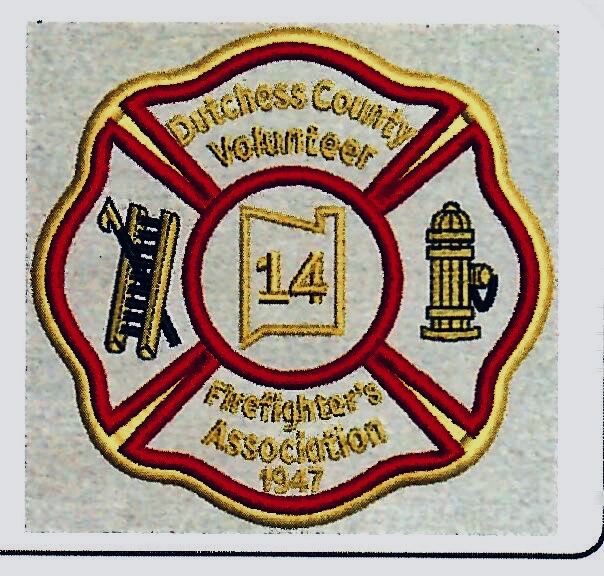 Dutchess County
Volunteer
14
Firefighter's
Association
1947